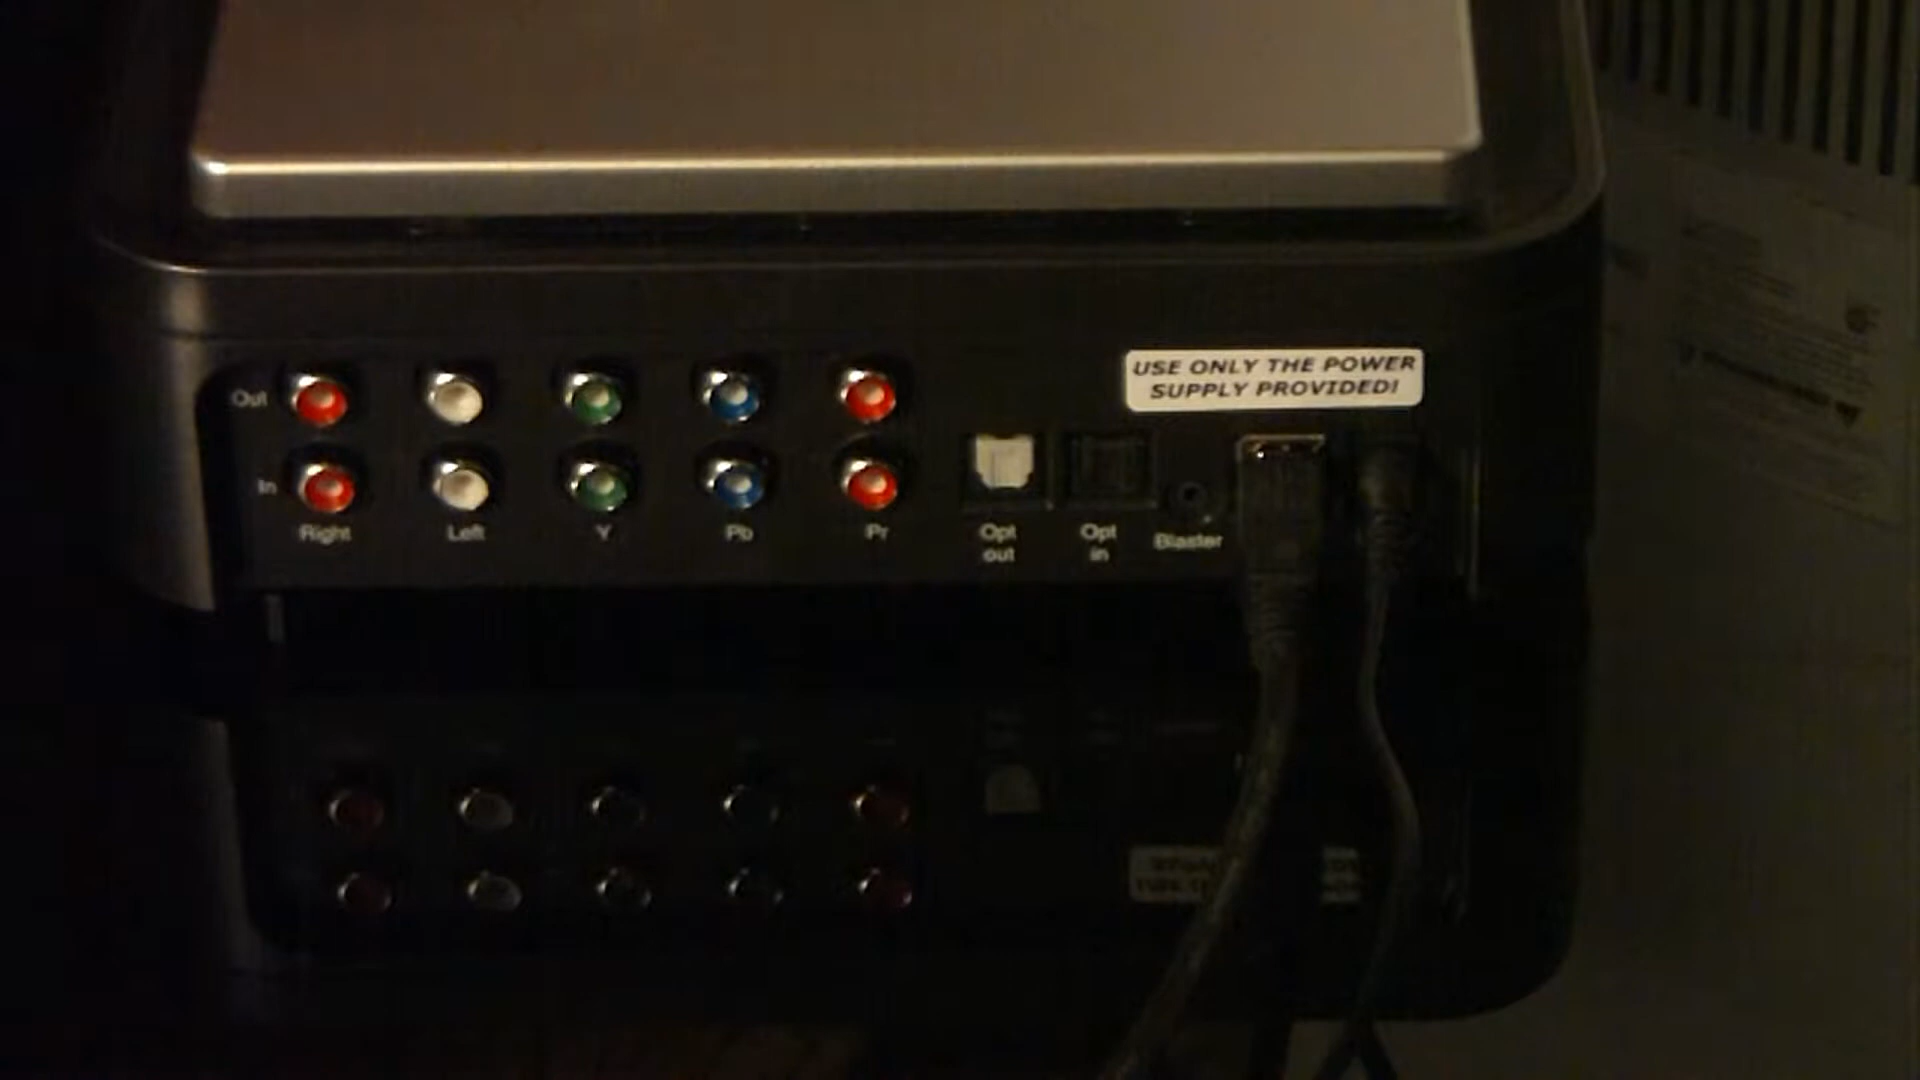 USE ONLY THE POWER
SUPPLY PROVIDED!
Out
In
Right Left Y Pb Pr Opt out Opt in Blaster